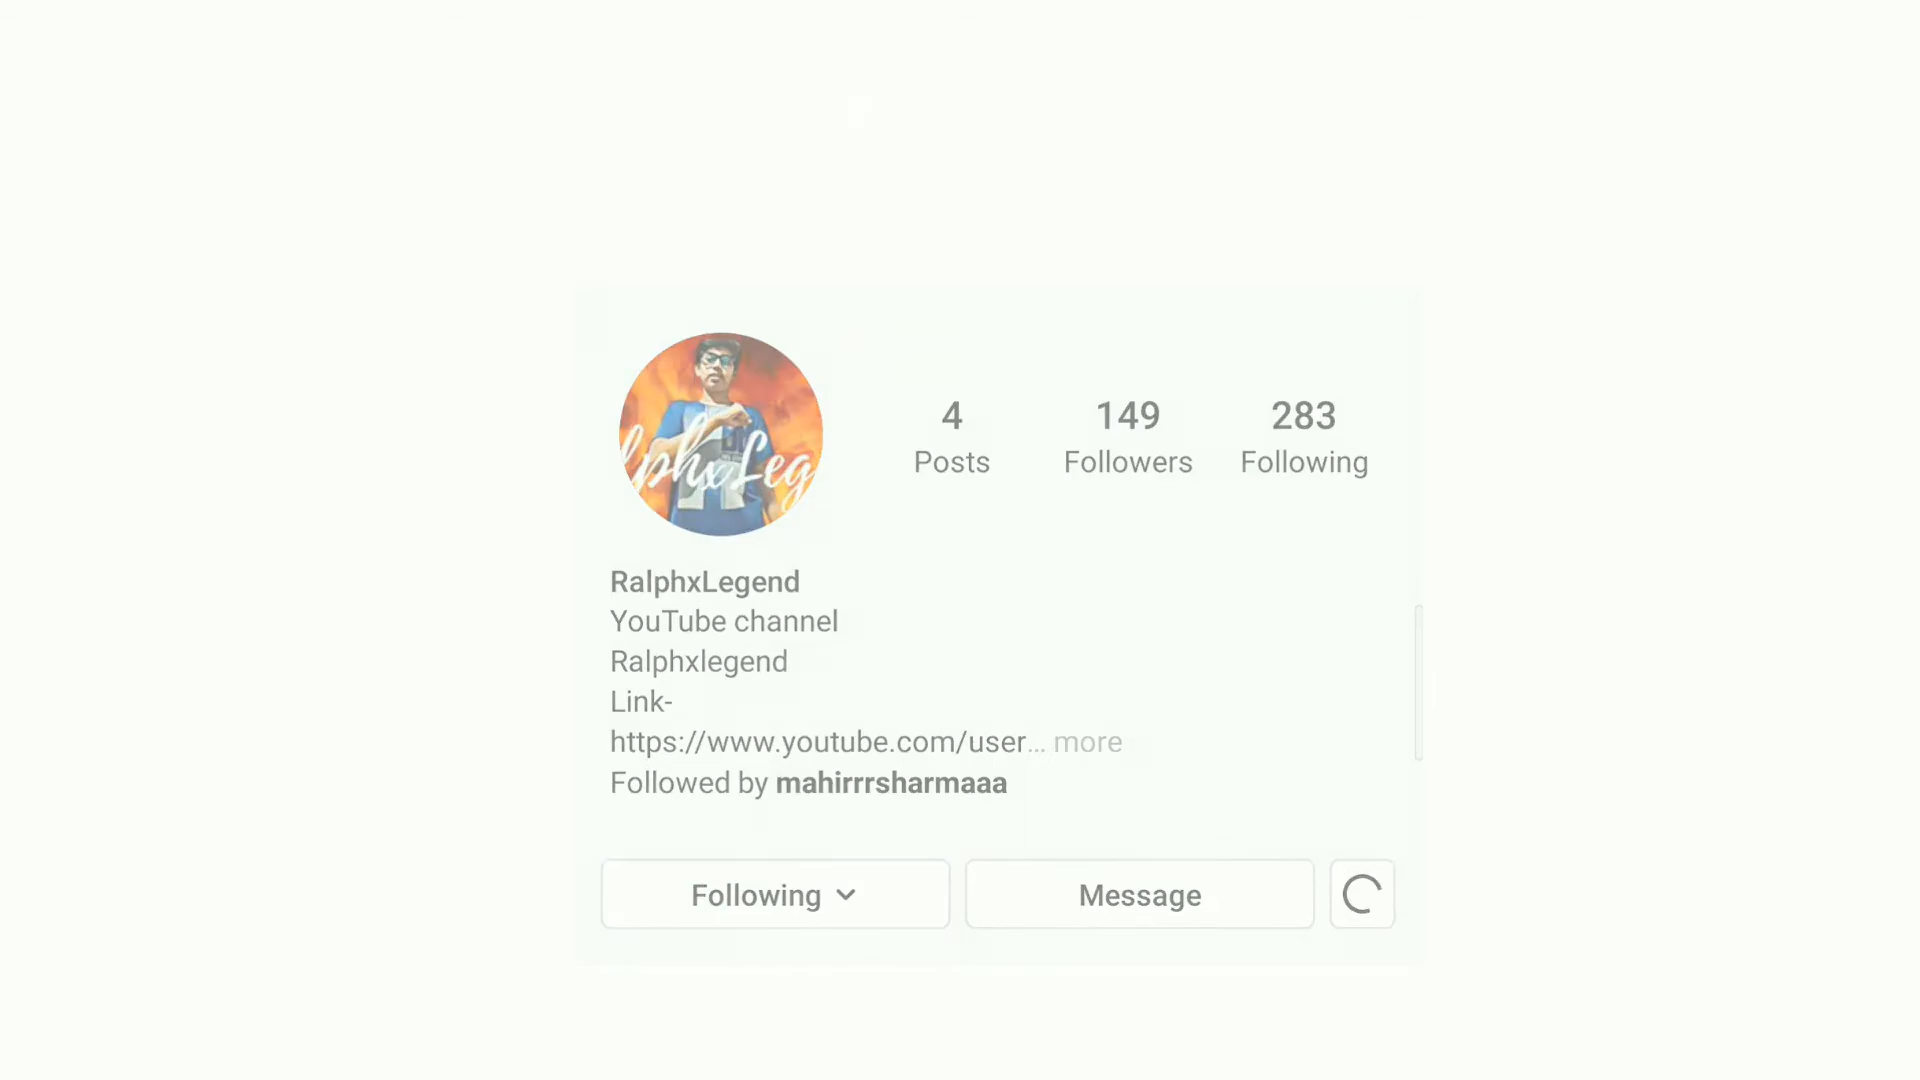 lphxLeg
4
149
283
Posts
Followers
Following
RalphxLegend
YouTube channel
Ralphxlegend
Link-
https://www.youtube.com/user... more
Followed by mahirrrsharmaaa
Following
Message